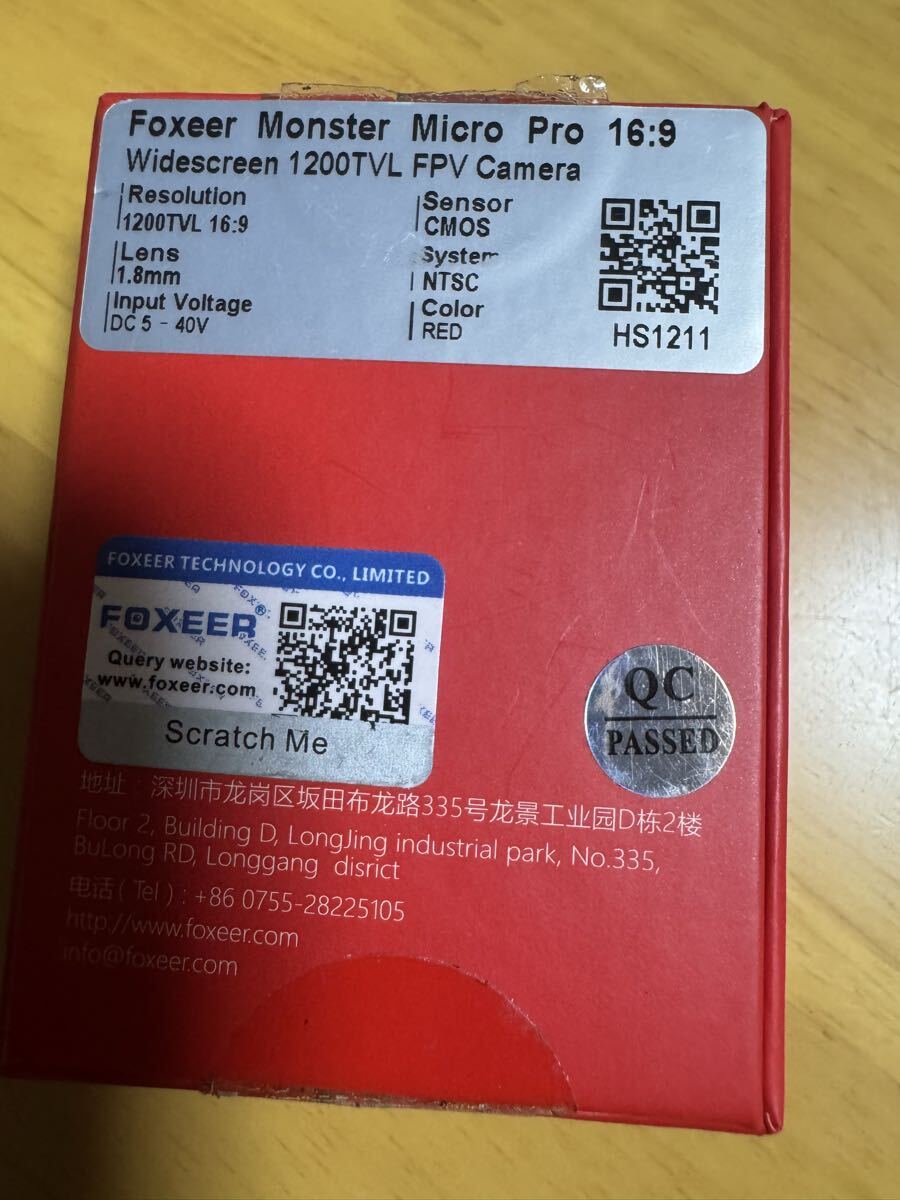 Foxeer Monster Micro Pro 16:9
Widescreen 1200TVL FPV Camera
Resolution
1200TVL 16:9
Lens
1.8mm
Input Voltage
DC 5 - 40V
Sensor
CMOS
System
NTSC
Color
RED
HS1211
FOXEER TECHNOLOGY CO., LIMITED
FOXEER®
Query website:
www.foxeer.com
Scratch Me
QC
PASSED
地址：深圳市龙岗区坂田布龙路335号龙景工业园D栋2楼
Floor 2, Building D, LongJing industrial park, No.335,
BuLong RD, Longgang disrict
电话( Tel ) : +86 0755-28225105
http://www.foxeer.com
info@foxeer.com